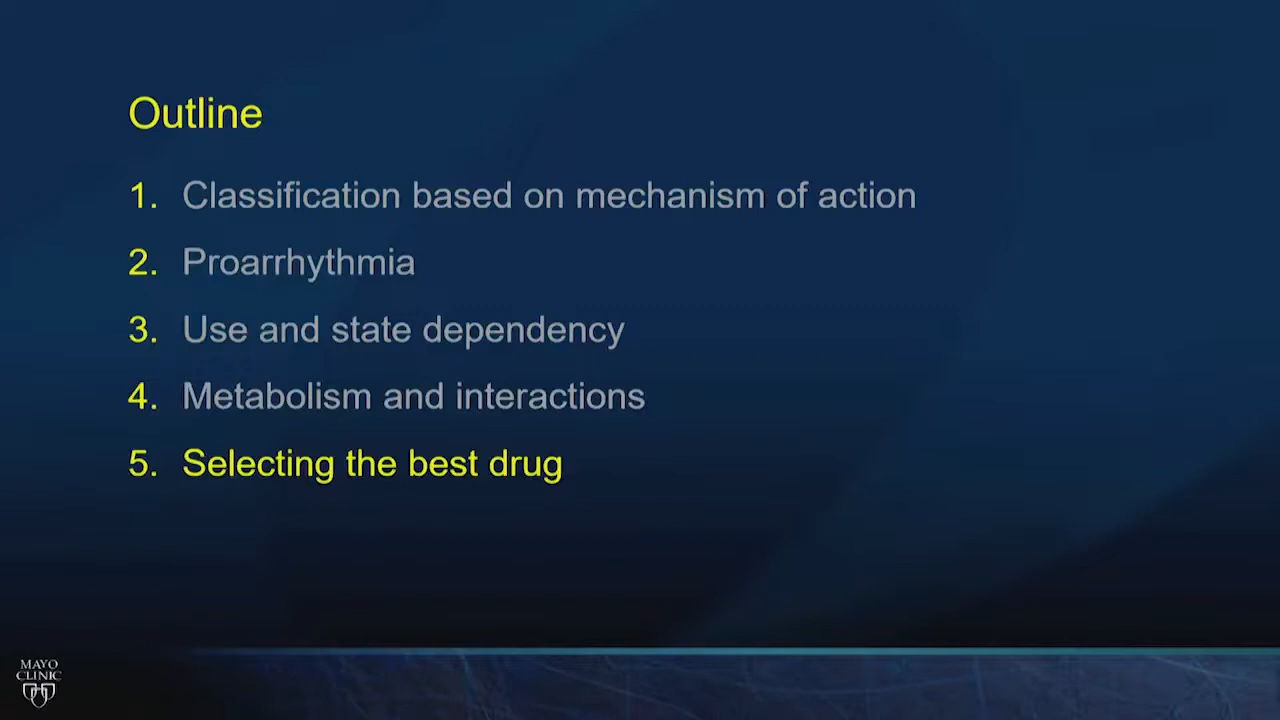 Outline
1. Classification based on mechanism of action
2. Proarrhythmia
3. Use and state dependency
4. Metabolism and interactions
5. Selecting the best drug
MAYO
CLINIC